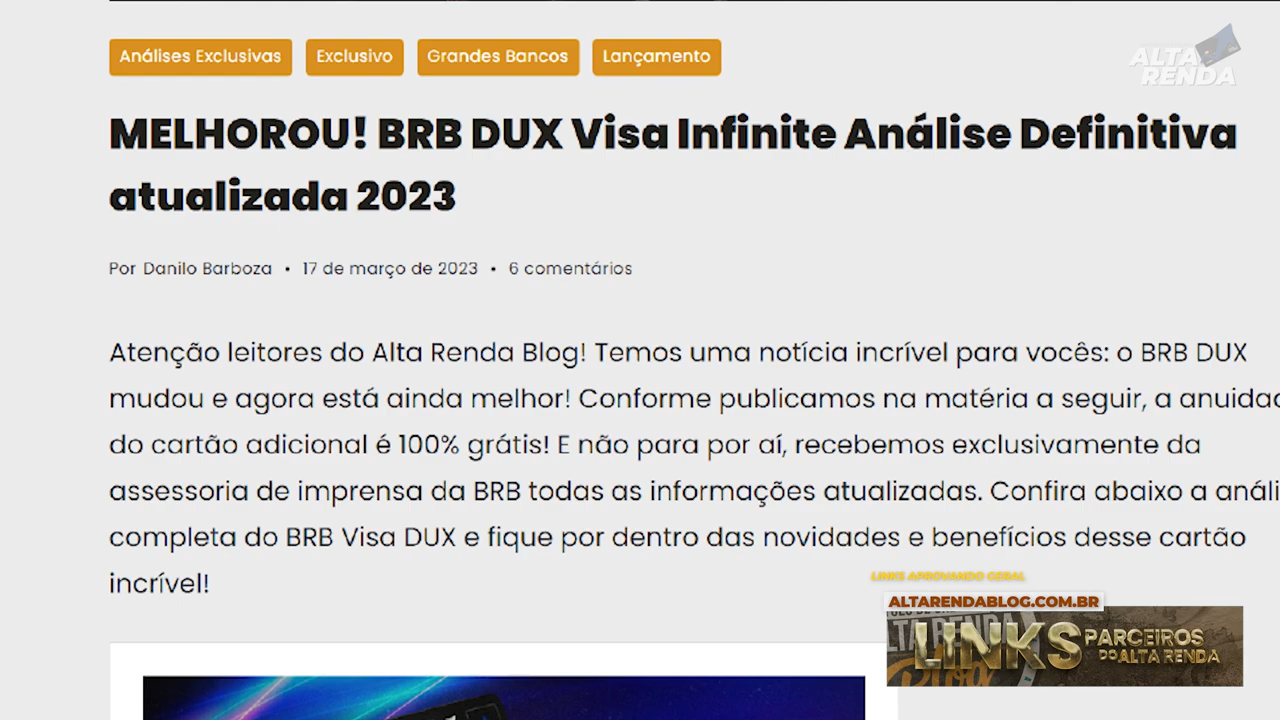 Análises Exclusivas
Exclusivo
Grandes Bancos
Lançamento
ALTA
RENDA
MELHOROU! BRB DUX Visa Infinite Análise Definitiva
atualizada 2023
Por Danilo Barboza • 17 de março de 2023 • 6 comentários
Atenção leitores do Alta Renda Blog! Temos uma notícia incrível para vocês: o BRB DUX
mudou e agora está ainda melhor! Conforme publicamos na matéria a seguir, a anuidad
do cartão adicional é 100% grátis! E não para por aí, recebemos exclusivamente da
assessoria de imprensa da BRB todas as informações atualizadas. Confira abaixo a análi
completa do BRB Visa DUX e fique por dentro das novidades e benefícios desse cartão
incrível!
LINKS APROVANDO GERAL
ALTARENDABLOG.COM.BR
ALTA RENDA
Blog
LINKS PARCEIROS
DO ALTA RENDA